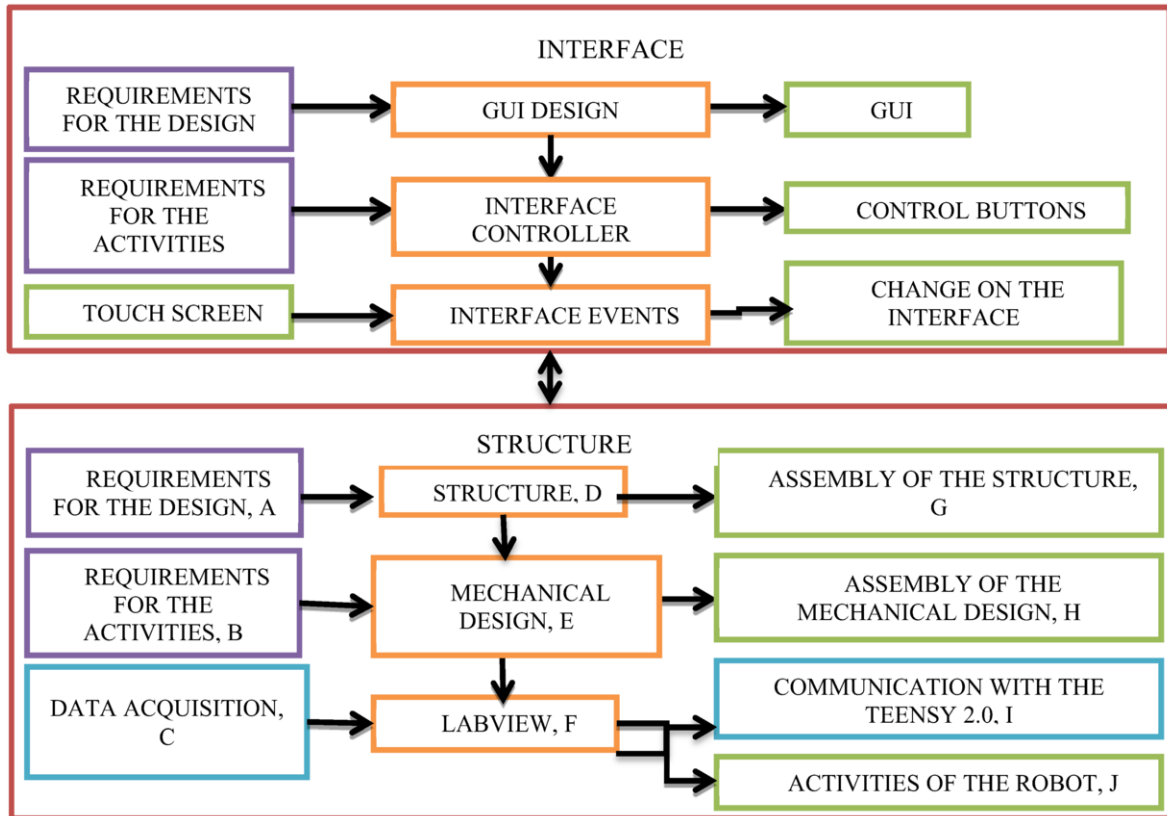 INTERFACE
REQUIREMENTS
FOR THE DESIGN
GUI DESIGN
GUI
REQUIREMENTS
FOR THE
ACTIVITIES
INTERFACE
CONTROLLER
CONTROL BUTTONS
TOUCH SCREEN
INTERFACE EVENTS
CHANGE ON THE
INTERFACE
STRUCTURE
REQUIREMENTS
FOR THE DESIGN, A
STRUCTURE, D
ASSEMBLY OF THE STRUCTURE,
G
REQUIREMENTS
FOR THE
ACTIVITIES, B
MECHANICAL
DESIGN, E
ASSEMBLY OF THE
MECHANICAL DESIGN, H
DATA ACQUISITION,
C
LABVIEW, F
COMMUNICATION WITH THE
TEENSY 2.0, I
ACTIVITIES OF THE ROBOT, J